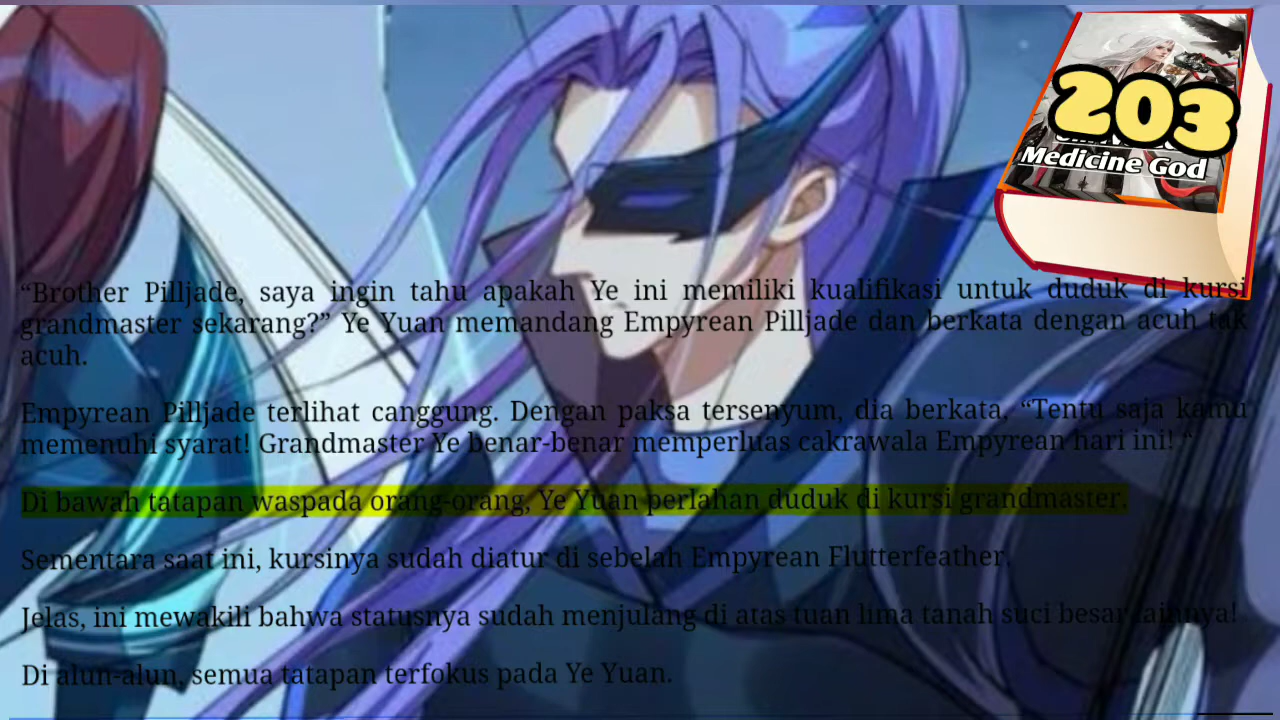 203
Medicine God
“Brother Pilljade, saya ingin tahu apakah Ye ini memiliki kualifikasi untuk duduk di kursi
grandmaster sekarang?” Ye Yuan memandang Empyrean Pilljade dan berkata dengan acuh tak
acuh.
Empyrean Pilljade terlihat canggung. Dengan paksa tersenyum, dia berkata, “Tentu saja kamu
memenuhi syarat! Grandmaster Ye benar-benar memperluas cakrawala Empyrean hari ini! “
Di bawah tatapan waspada orang-orang, Ye Yuan perlahan duduk di kursi grandmaster.
Sementara saat ini, kursinya sudah diatur di sebelah Empyrean Flutterfeather.
Jelas, ini mewakili bahwa statusnya sudah menjulang di atas tuan lima tanah suci besar lainnya!
Di alun-alun, semua tatapan terfokus pada Ye Yuan.